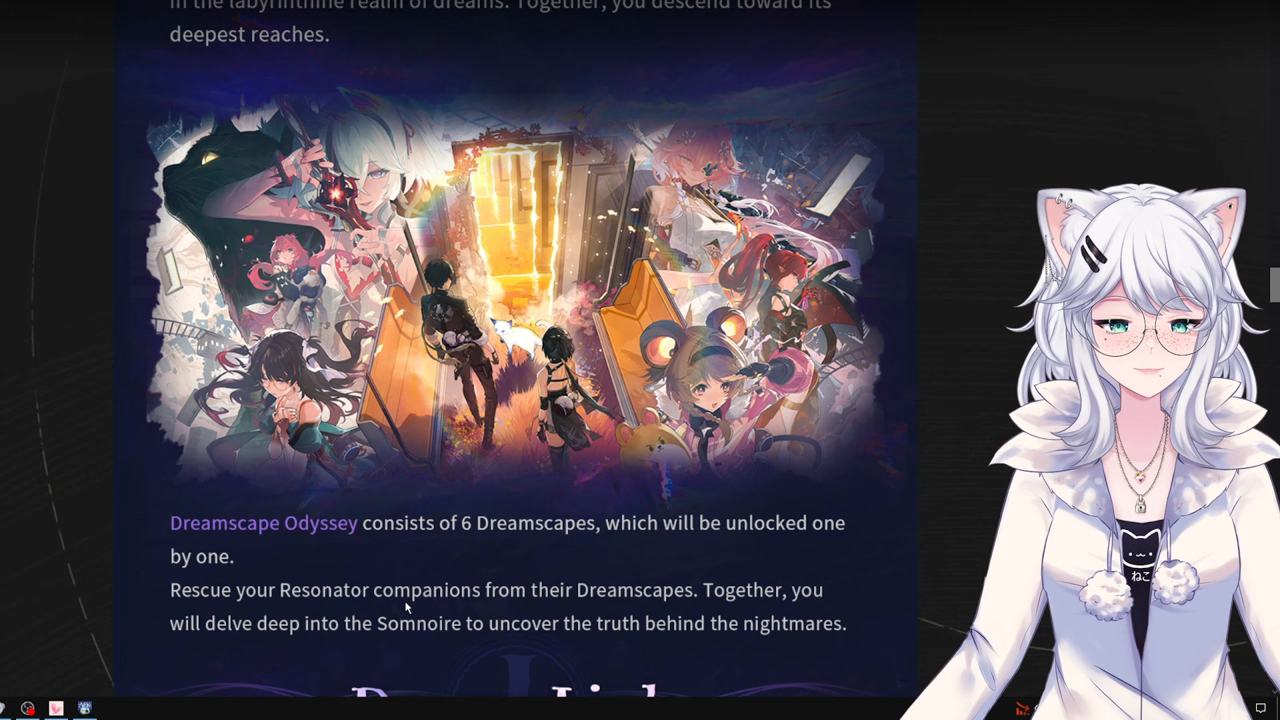 in the labyrinthine realm of dreams. Together, you descend toward its
deepest reaches.
Dreamscape Odyssey consists of 6 Dreamscapes, which will be unlocked one
by one.
Rescue your Resonator companions from their Dreamscapes. Together, you
will delve deep into the Somnoire to uncover the truth behind the nightmares.
ねこ